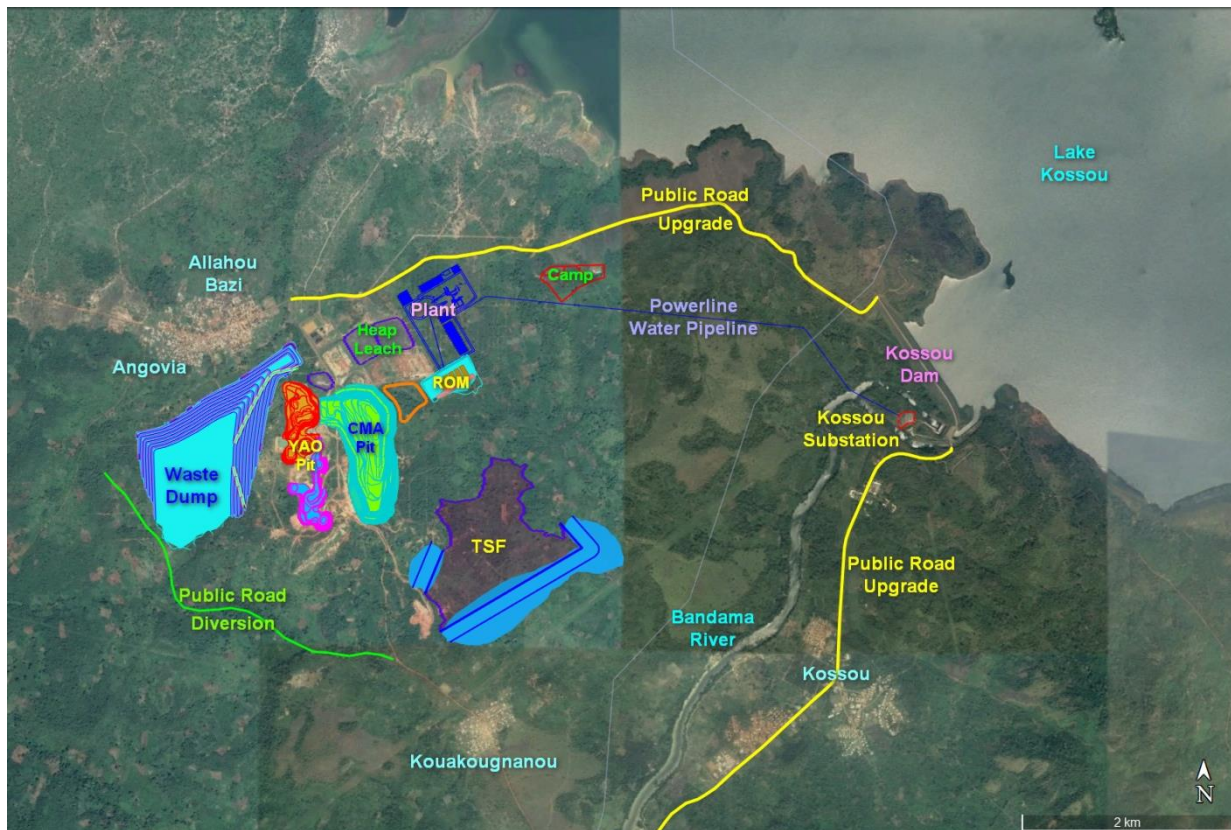 Lake
Kossou
Public Road
Upgrade
Allahou
Bazi
Camp
Plant
Powerline
Water Pipeline
Heap
Leach
Angovia
Kossou
Dam
ROM
Kossou
Substation
CMA
Pit
YAO
Pit
Waste
Dump
TSF
Public Road
Upgrade
Public Road
Diversion
Bandama
River
Kossou
Kouakougnanou
N
2 km